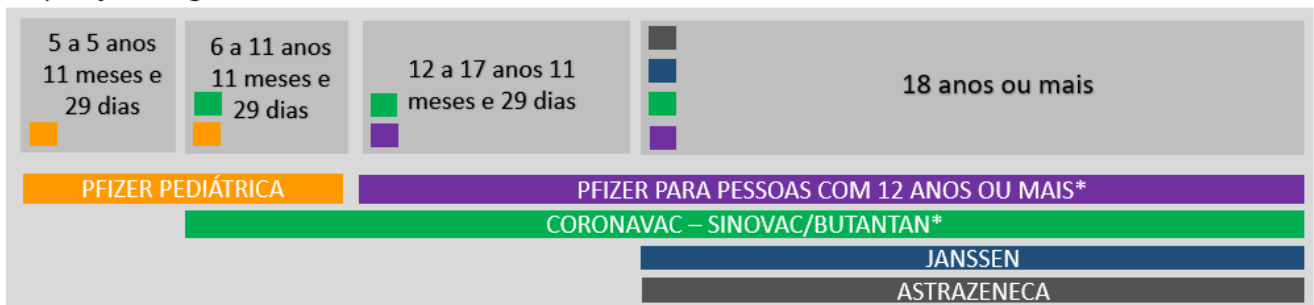 5 a 5 anos
11 meses e
29 dias
6 a 11 anos
11 meses e
29 dias
12 a 17 anos 11
meses e 29 dias
18 anos ou mais
PFIZER PEDIÁTRICA
PFIZER PARA PESSOAS COM 12 ANOS OU MAIS*
CORONAVAC – SINOVAC/BUTANTAN*
JANSSEN
ASTRAZENECA